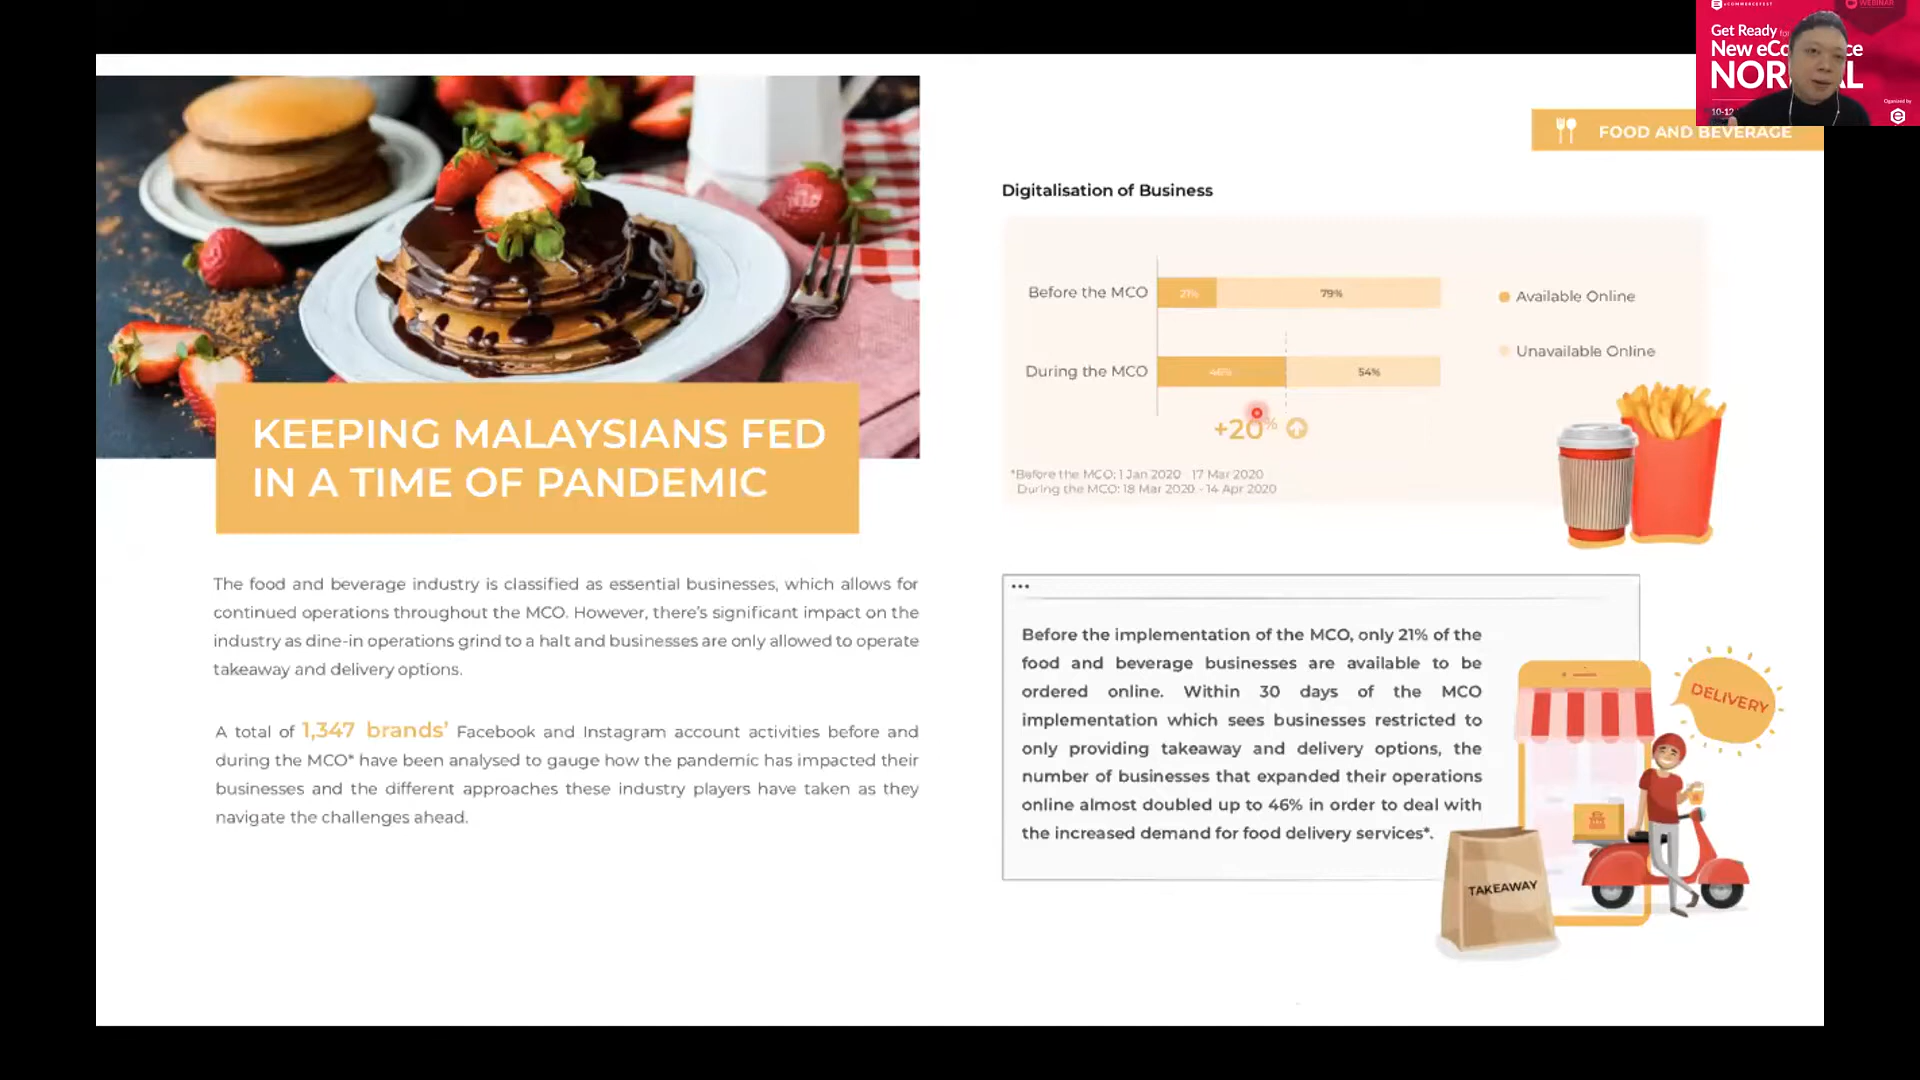 eCOMMERCEFEST
WEBINAR
Get Ready for
New eCo ce
NOR L
10-12
Organised by
FOOD AND BEVERAGE
Digitalisation of Business
Before the MCO
21%
79%
Available Online
Unavailable Online
During the MCO
46%
54%
+20%
*Before the MCO: 1 Jan 2020 - 17 Mar 2020
During the MCO: 18 Mar 2020 - 14 Apr 2020
KEEPING MALAYSIANS FED
IN A TIME OF PANDEMIC
The food and beverage industry is classified as essential businesses, which allows for
continued operations throughout the MCO. However, there's significant impact on the
industry as dine-in operations grind to a halt and businesses are only allowed to operate
takeaway and delivery options.
A total of 1,347 brands' Facebook and Instagram account activities before and
during the MCO* have been analysed to gauge how the pandemic has impacted their
businesses and the different approaches these industry players have taken as they
navigate the challenges ahead.
Before the implementation of the MCO, only 21% of the
food and beverage businesses are available to be
ordered online. Within 30 days of the MCO
implementation which sees businesses restricted to
only providing takeaway and delivery options, the
number of businesses that expanded their operations
online almost doubled up to 46% in order to deal with
the increased demand for food delivery services*.
DELIVERY
TAKEAWAY